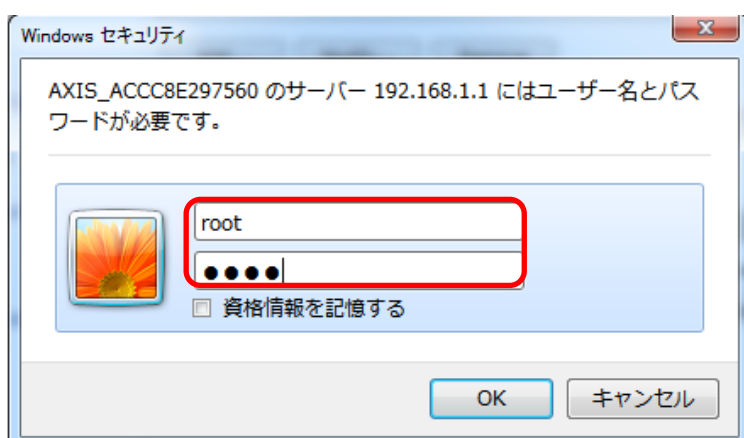 Windows セキュリティ
AXIS_ACCC8E297560 のサーバー 192.168.1.1 にはユーザー名とパス
ワードが必要です。
root
●●●●
資格情報を記憶する
OK
キャンセル